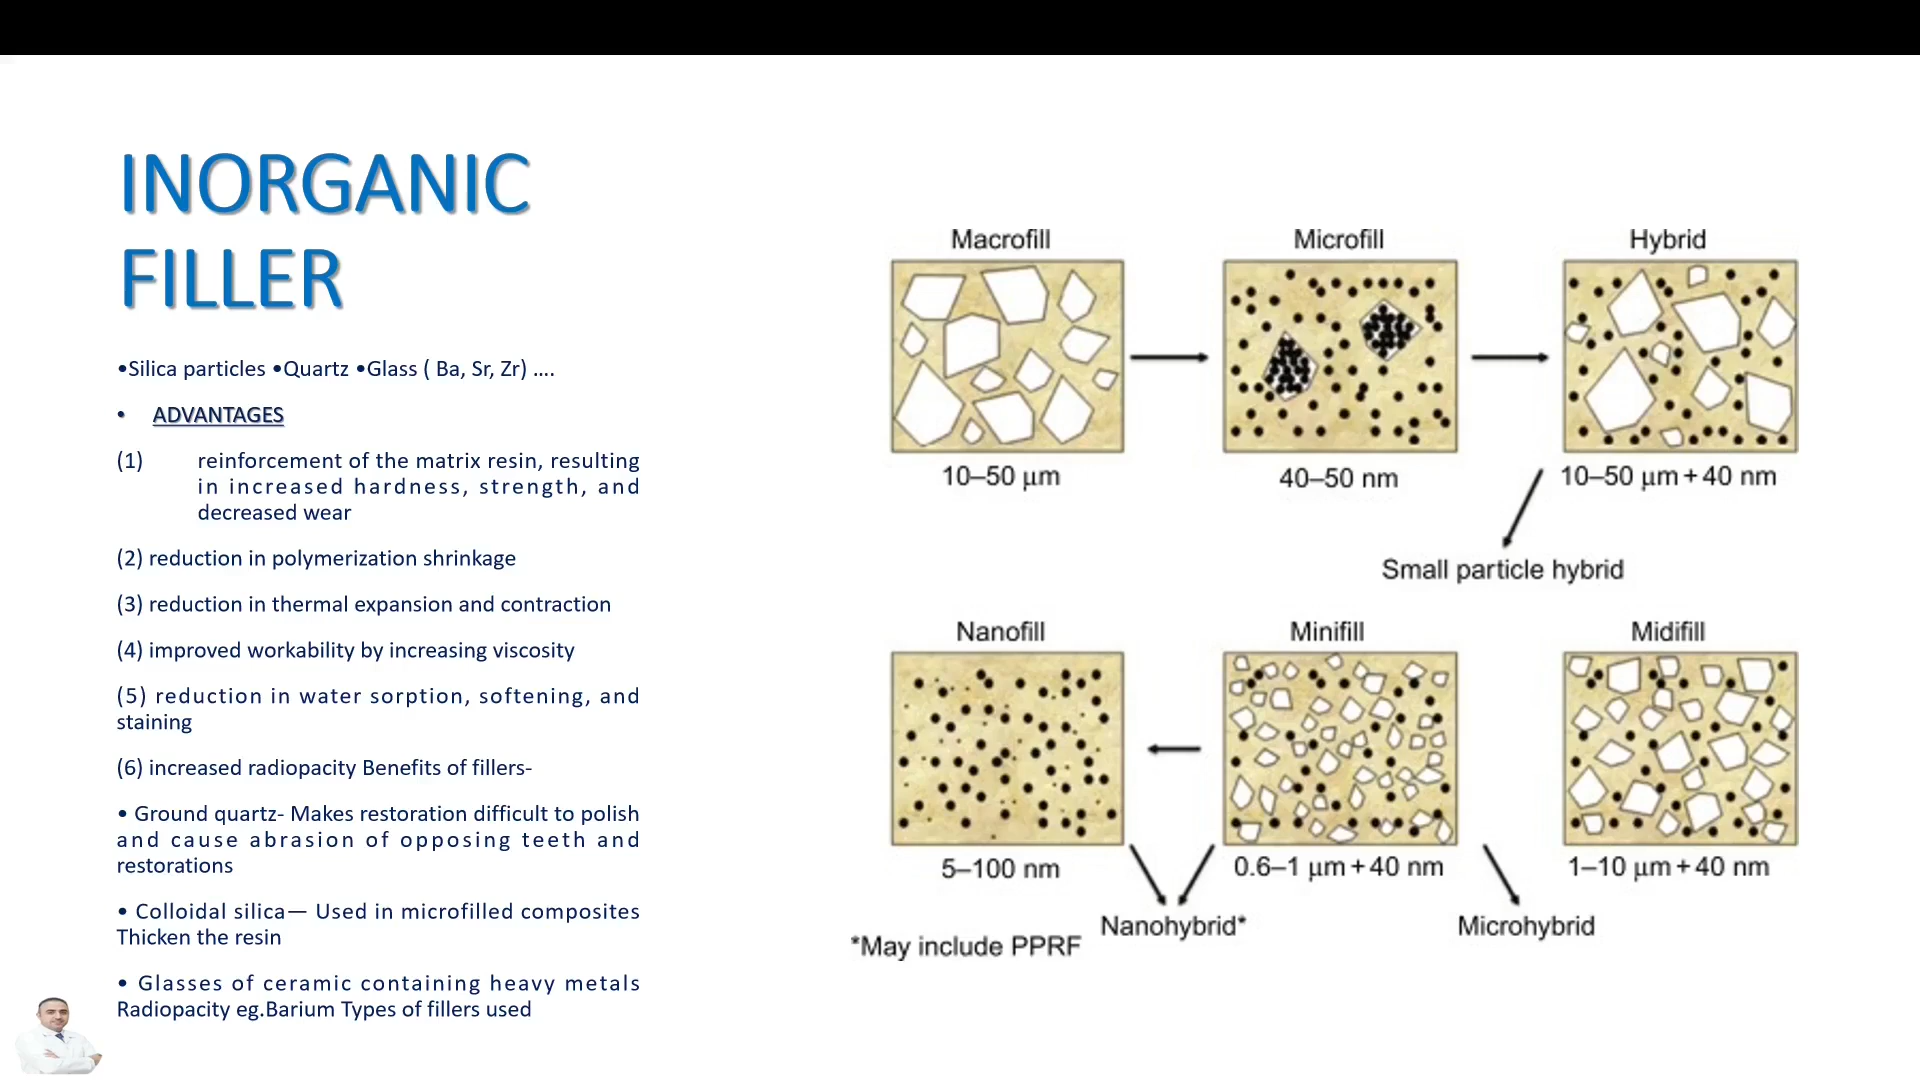 INORGANIC
FILLER
•Silica particles •Quartz •Glass ( Ba, Sr, Zr) ....
• ADVANTAGES
(1) reinforcement of the matrix resin, resulting
in increased hardness, strength, and
decreased wear
(2) reduction in polymerization shrinkage
(3) reduction in thermal expansion and contraction
(4) improved workability by increasing viscosity
(5) reduction in water sorption, softening, and
staining
(6) increased radiopacity Benefits of fillers-
• Ground quartz- Makes restoration difficult to polish
and cause abrasion of opposing teeth and
restorations
• Colloidal silica— Used in microfilled composites
Thicken the resin
• Glasses of ceramic containing heavy metals
Radiopacity eg.Barium Types of fillers used
Macrofill
Microfill
Hybrid
10–50 µm
40–50 nm
10–50 µm + 40 nm
Small particle hybrid
Nanofill
Minifill
Midifill
5–100 nm
0.6–1 µm + 40 nm
1–10 µm + 40 nm
Nanohybrid*
Microhybrid
*May include PPRF